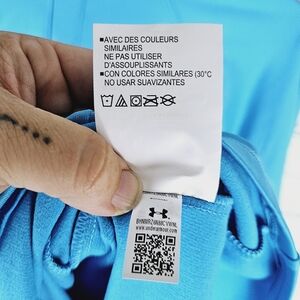 ■AVEC DES COULEURS
SIMILAIRES
NE PAS UTILISER
D'ASSOUPLISSANTS
■CON COLORES SIMILARES (30°C
NO USAR SUAVIZANTES
www.underarmour.com